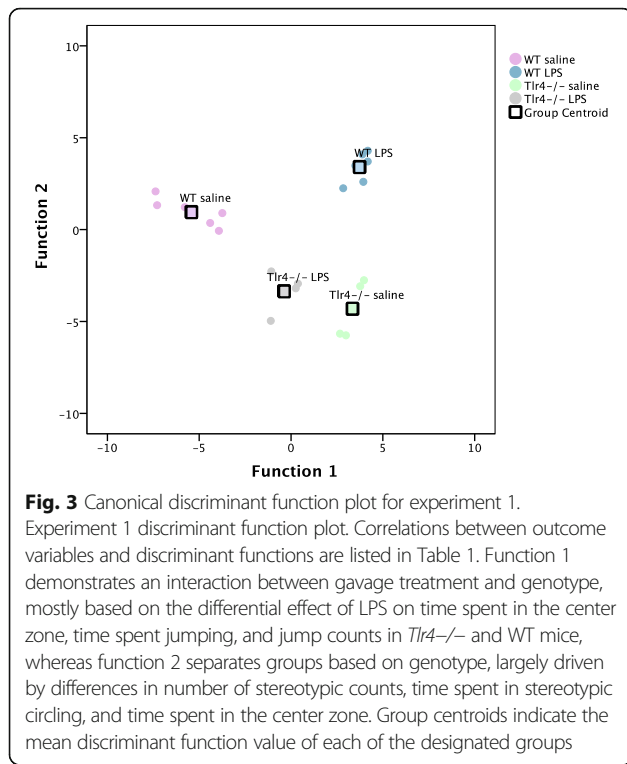 10
5
0
-5
-10
Function 2
WT saline
WT LPS
Tlr4-/- LPS
Tlr4-/- saline
WT saline
WT LPS
Tlr4-/- saline
Tlr4-/- LPS
Group Centroid
-10 -5 0 5 10
Function 1
Fig. 3 Canonical discriminant function plot for experiment 1.
Experiment 1 discriminant function plot. Correlations between outcome
variables and discriminant functions are listed in Table 1. Function 1
demonstrates an interaction between gavage treatment and genotype,
mostly based on the differential effect of LPS on time spent in the center
zone, time spent jumping, and jump counts in Tlr4−/− and WT mice,
whereas function 2 separates groups based on genotype, largely driven
by differences in number of stereotypic counts, time spent in stereotypic
circling, and time spent in the center zone. Group centroids indicate the
mean discriminant function value of each of the designated groups